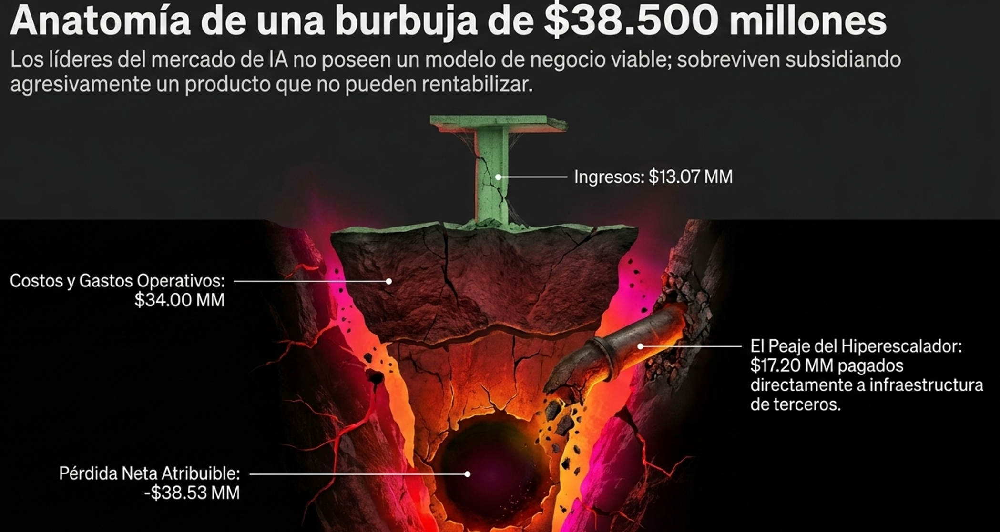 Anatomía de una burbuja de $38.500 millones
Los líderes del mercado de IA no poseen un modelo de negocio viable; sobreviven subsidiando
agresivamente un producto que no pueden rentabilizar.
Ingresos: $13.07 MM
Costos y Gastos Operativos:
$34.00 MM
El Peaje del Hiperescalador:
$17.20 MM pagados
directamente a infraestructura
de terceros.
Pérdida Neta Atribuible:
-$38.53 MM